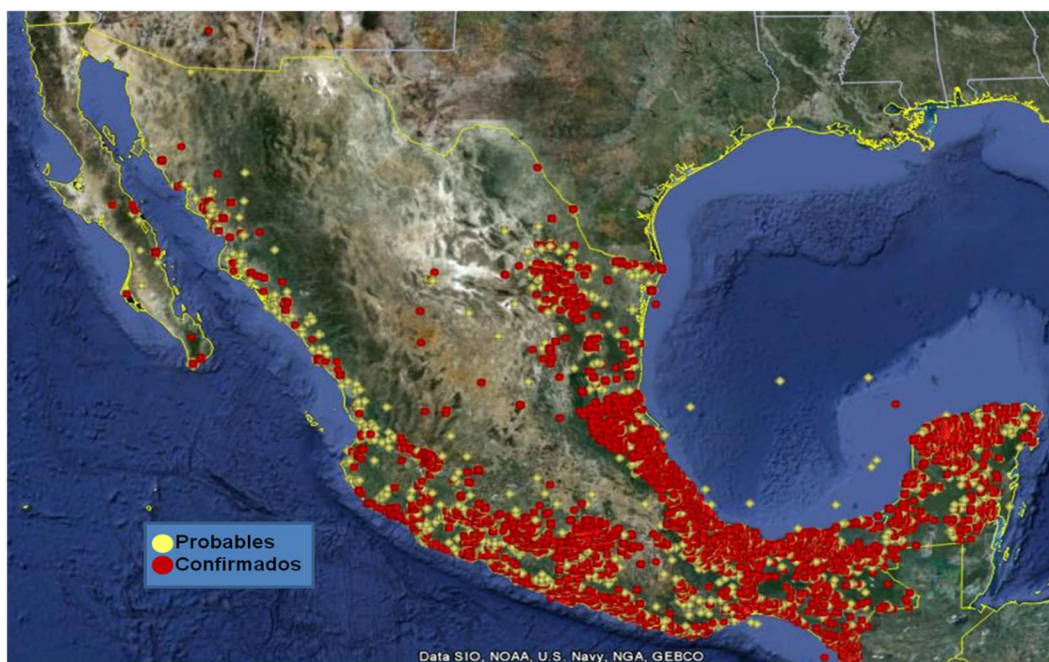 Probables
Confirmados
Data SIO, NOAA, U.S. Navy, NGA, GEBCO